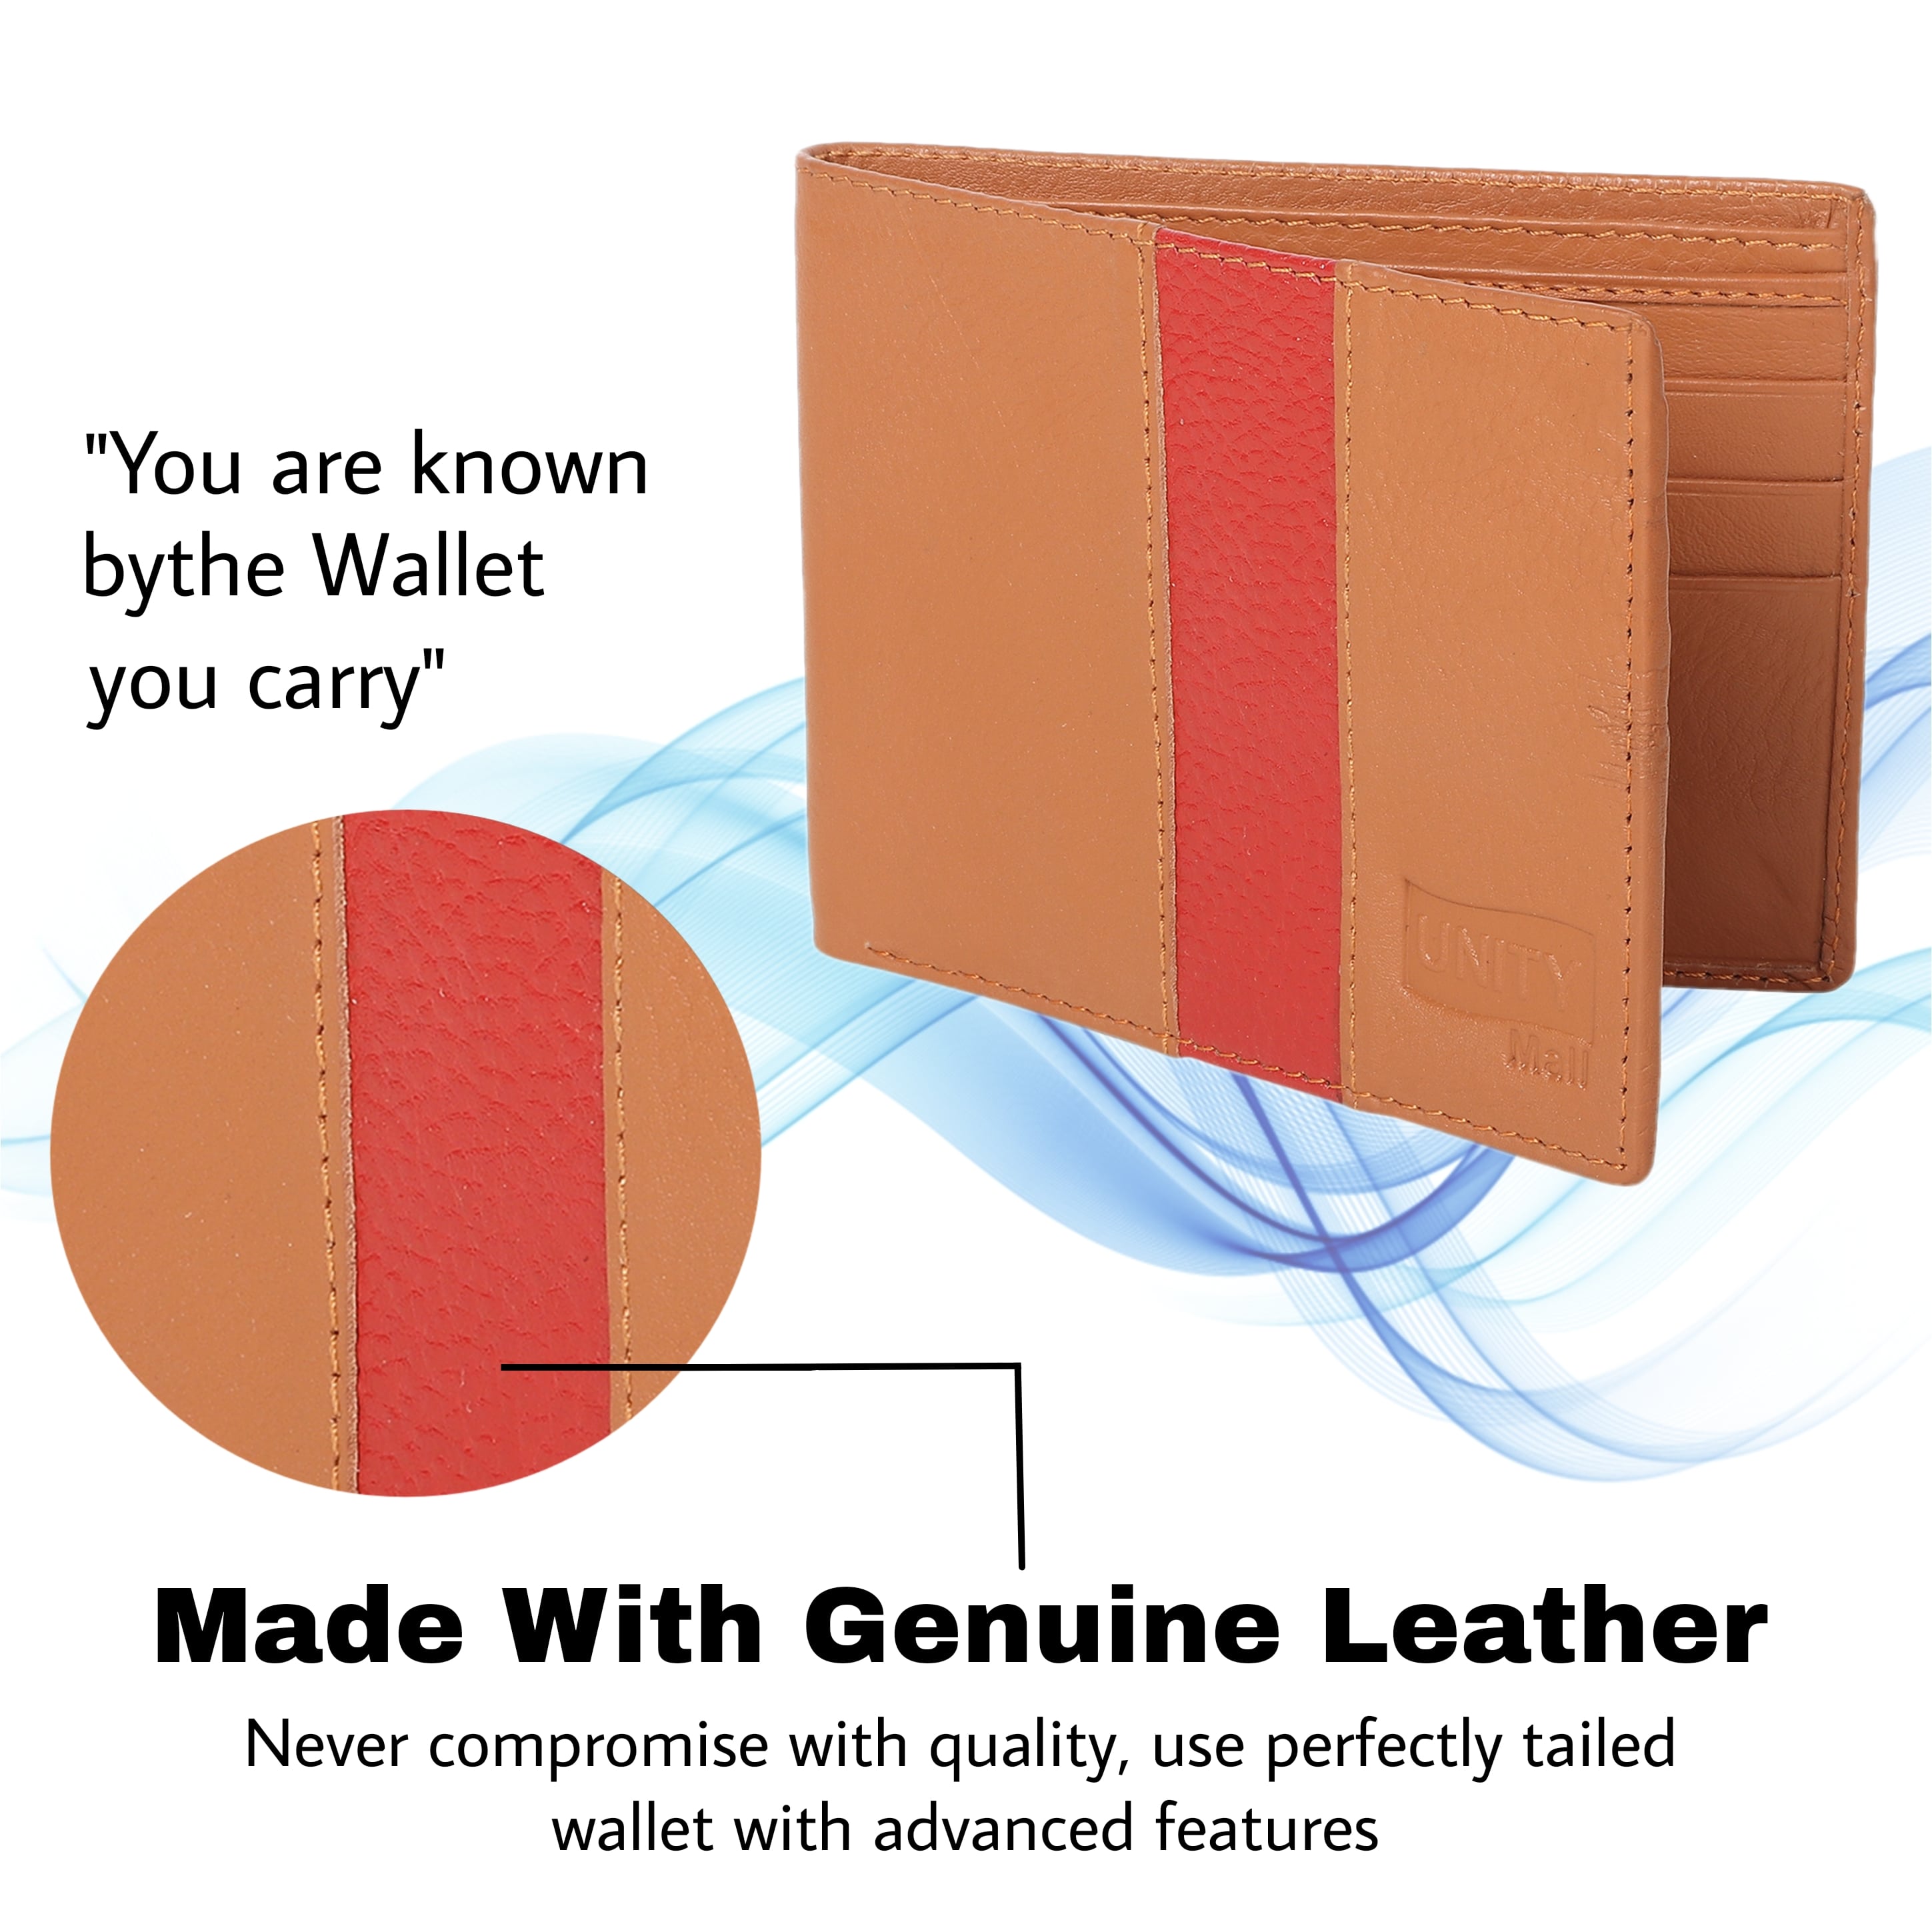 "You are known
bythe Wallet
you carry"
UNITY
Mall
Made With Genuine Leather
Never compromise with quality, use perfectly tailed
wallet with advanced features